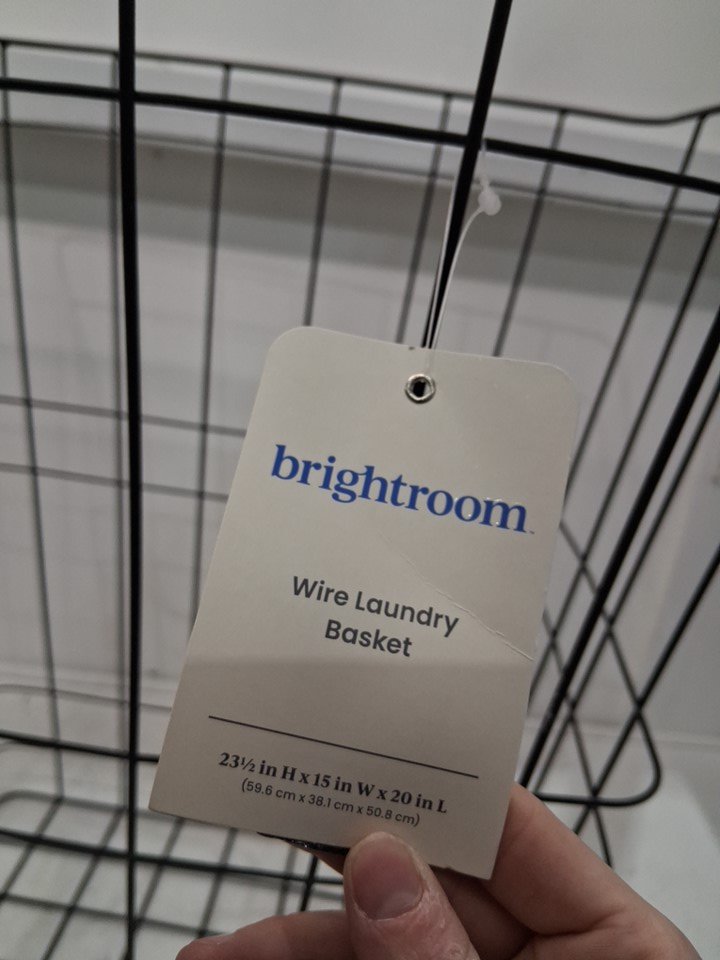 brightroom™
Wire Laundry
Basket
23½ in H x 15 in W x 20 in L
(59.6 cm x 38.1 cm x 50.8 cm)